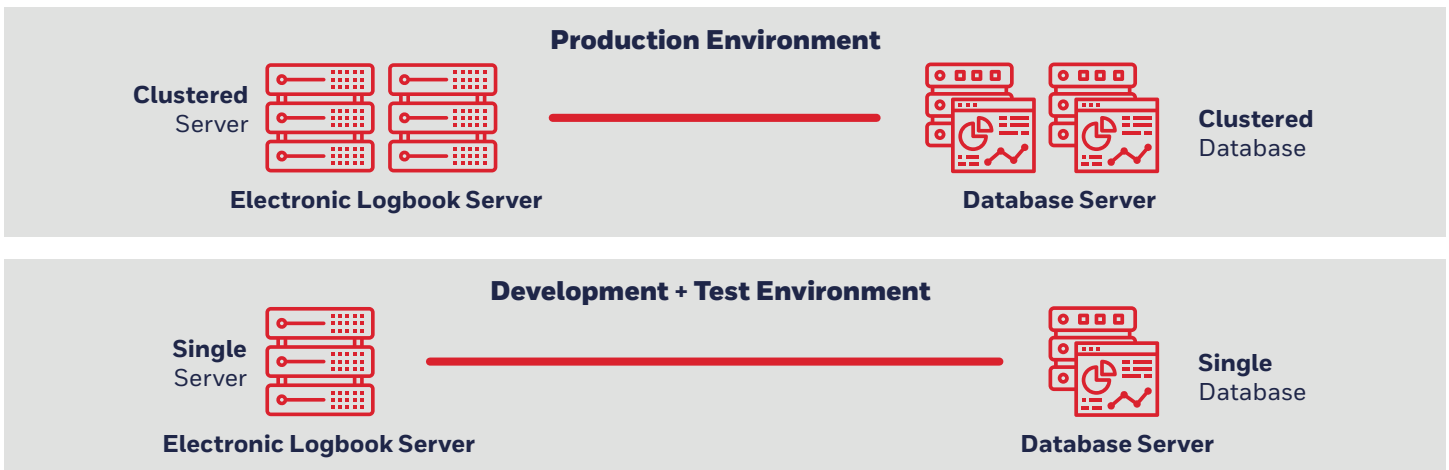 Production Environment
Clustered
Server
Clustered
Database
Electronic Logbook Server
Database Server
Development + Test Environment
Single
Server
Single
Database
Electronic Logbook Server
Database Server